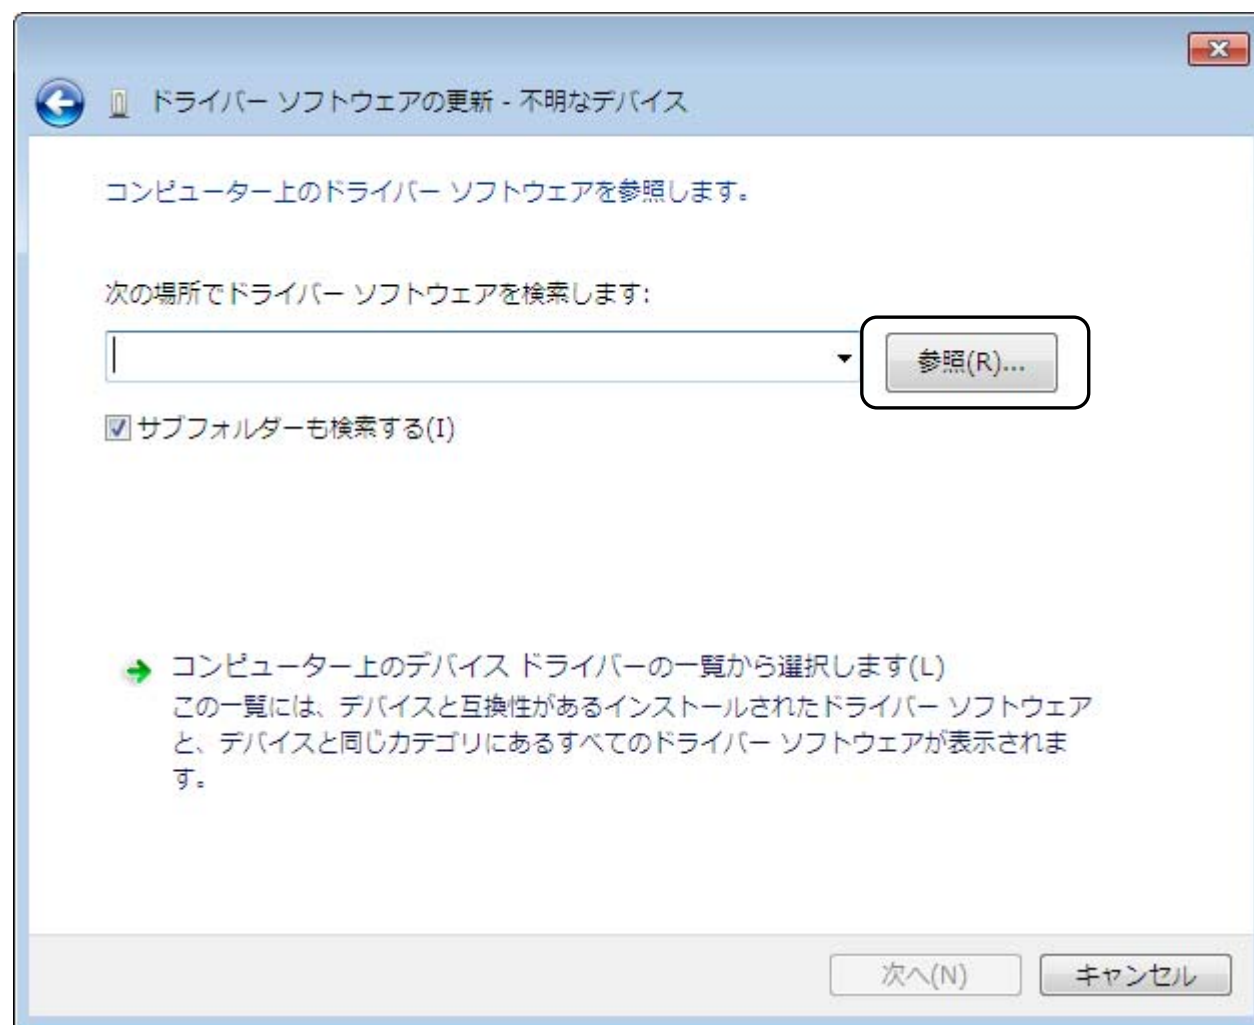 ドライバー ソフトウェアの更新 - 不明なデバイス
コンピューター上のドライバー ソフトウェアを参照します。
次の場所でドライバー ソフトウェアを検索します:
参照(R)...
サブフォルダーも検索する(I)
コンピューター上のデバイス ドライバーの一覧から選択します(L)
この一覧には、デバイスと互換性があるインストールされたドライバー ソフトウェア
と、デバイスと同じカテゴリにあるすべてのドライバー ソフトウェアが表示されま
す。
次へ(N)
キャンセル